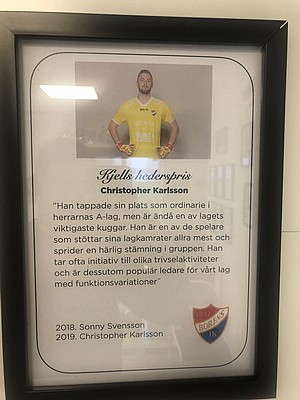 Kjells hederspris
Christopher Karlsson
"Han tappade sin plats som ordinarie i
herrarnas A-lag, men är ändå en av lagets
viktigaste kuggar. Han är en av de spelare
som stöttar sina lagkamrater allra mest och
sprider en härlig stämning i gruppen. Han
tar ofta initiativ till olika trivselaktiviteter
och är dessutom populär ledare för vårt lag
med funktionsvariationer"
2018. Sonny Svensson
2019. Christopher Karlsson
1932
BORENS
IK